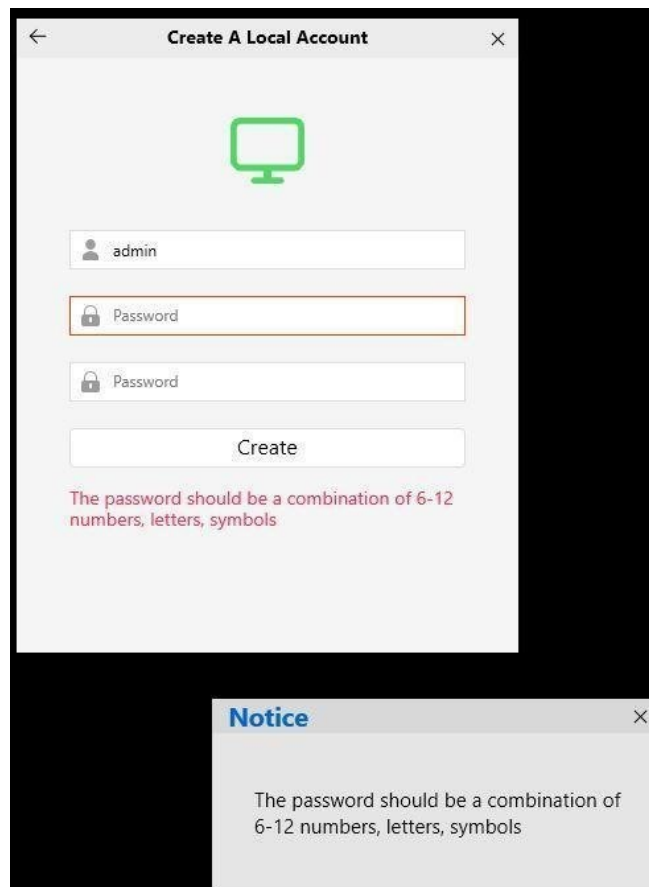 Create A Local Account
admin
Password
Password
Create
The password should be a combination of 6-12
numbers, letters, symbols
Notice
The password should be a combination of
6-12 numbers, letters, symbols